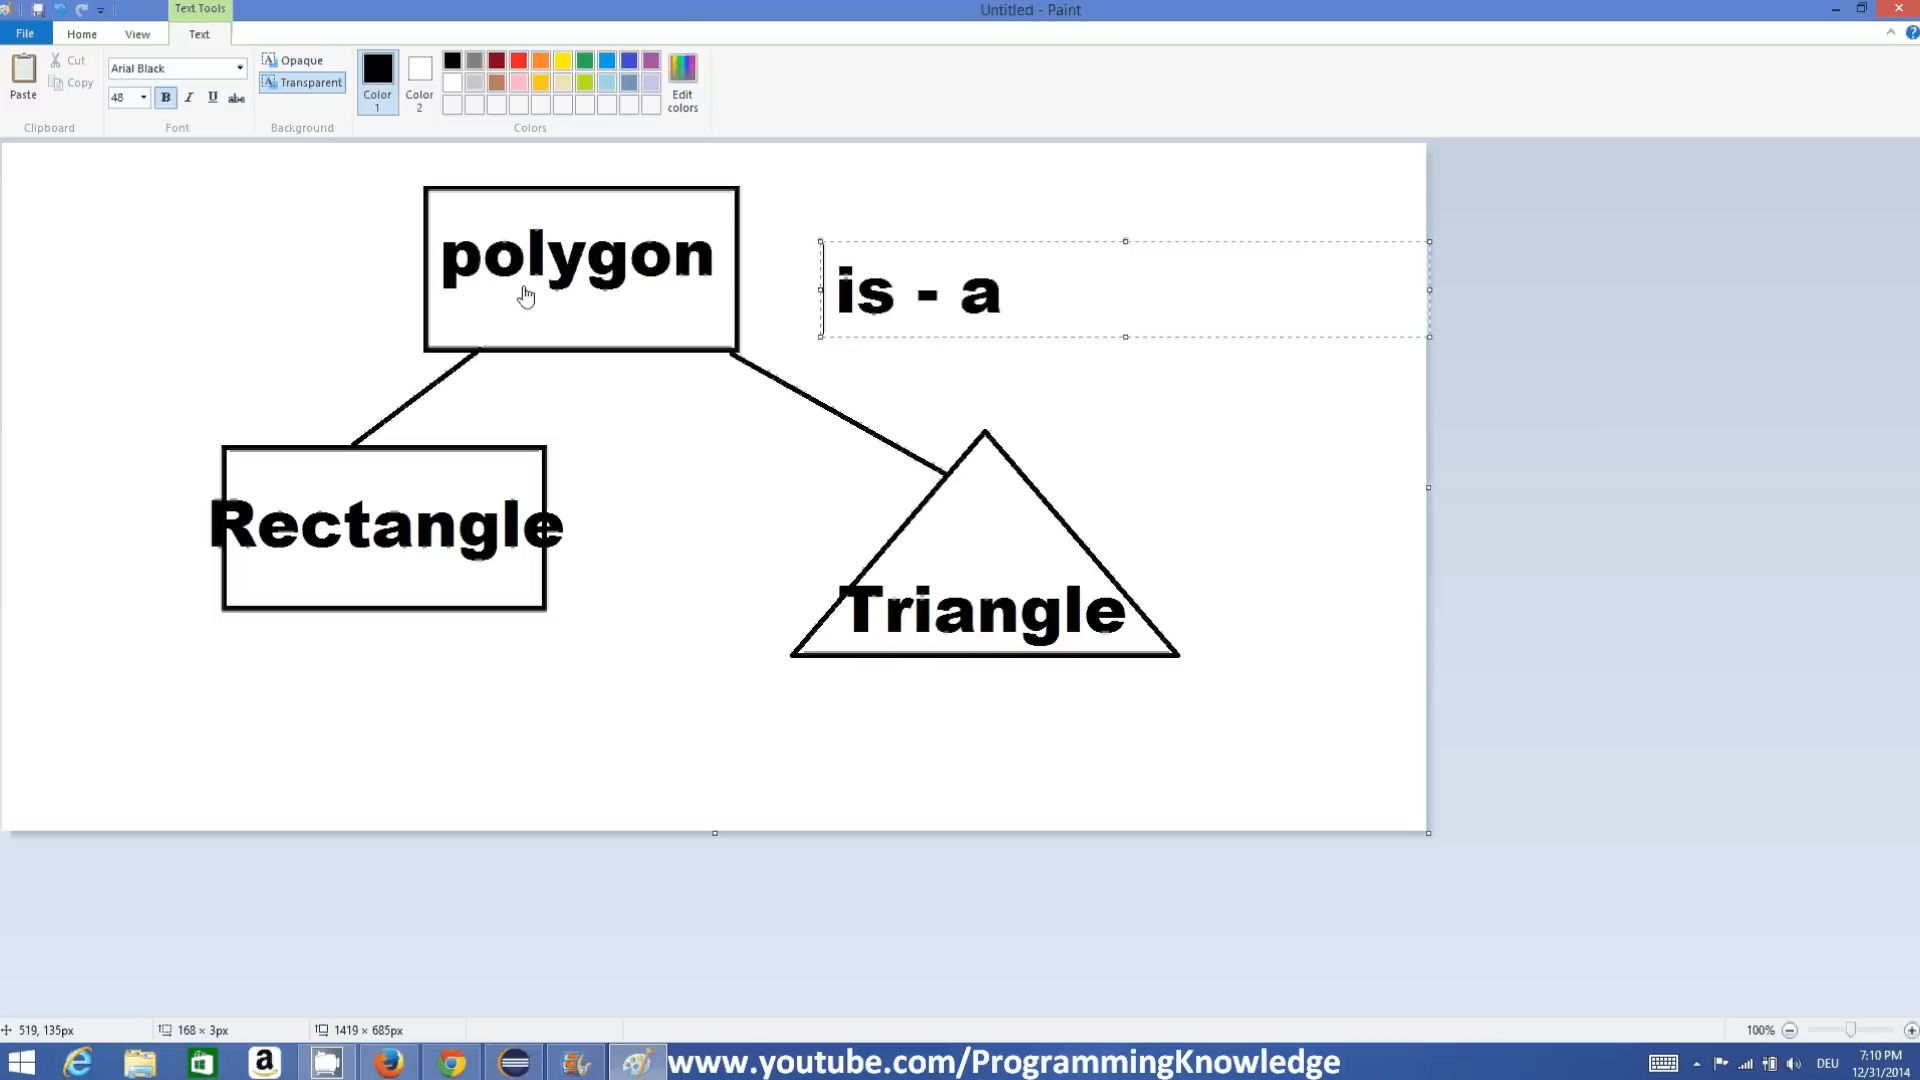 Text Tools
Untitled - Paint
File Home View Text
Paste
Cut
Copy
Clipboard
Arial Black
48 B I U abc
Font
Opaque
Transparent
Background
Color 1
Color 2
Edit colors
Colors
polygon
is - a
Rectangle
Triangle
519, 135px
168 × 3px
1419 × 685px
100%
www.youtube.com/ProgrammingKnowledge
DEU
7:10 PM
12/31/2014